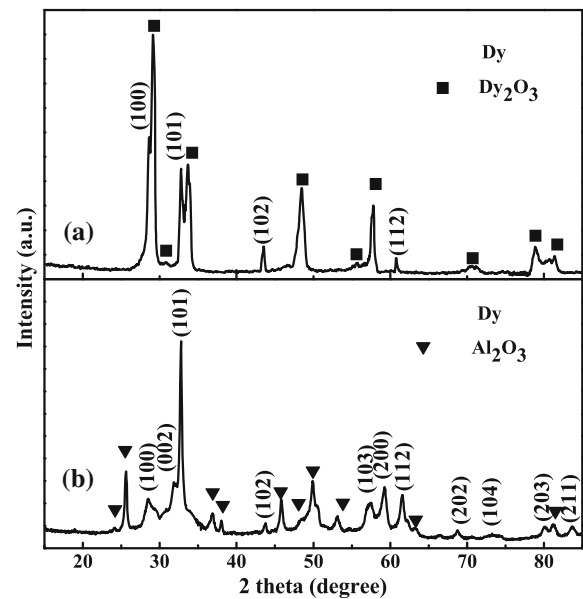 Intensity (a.u.)
(a)
Dy
Dy2O3
(100)
(101)
(102)
(112)
(b)
Dy
Al2O3
(100)
(002)
(101)
(102)
(103)
(200)
(112)
(202)
(104)
(203)
(211)
20 30 40 50 60 70 80
2 theta (degree)